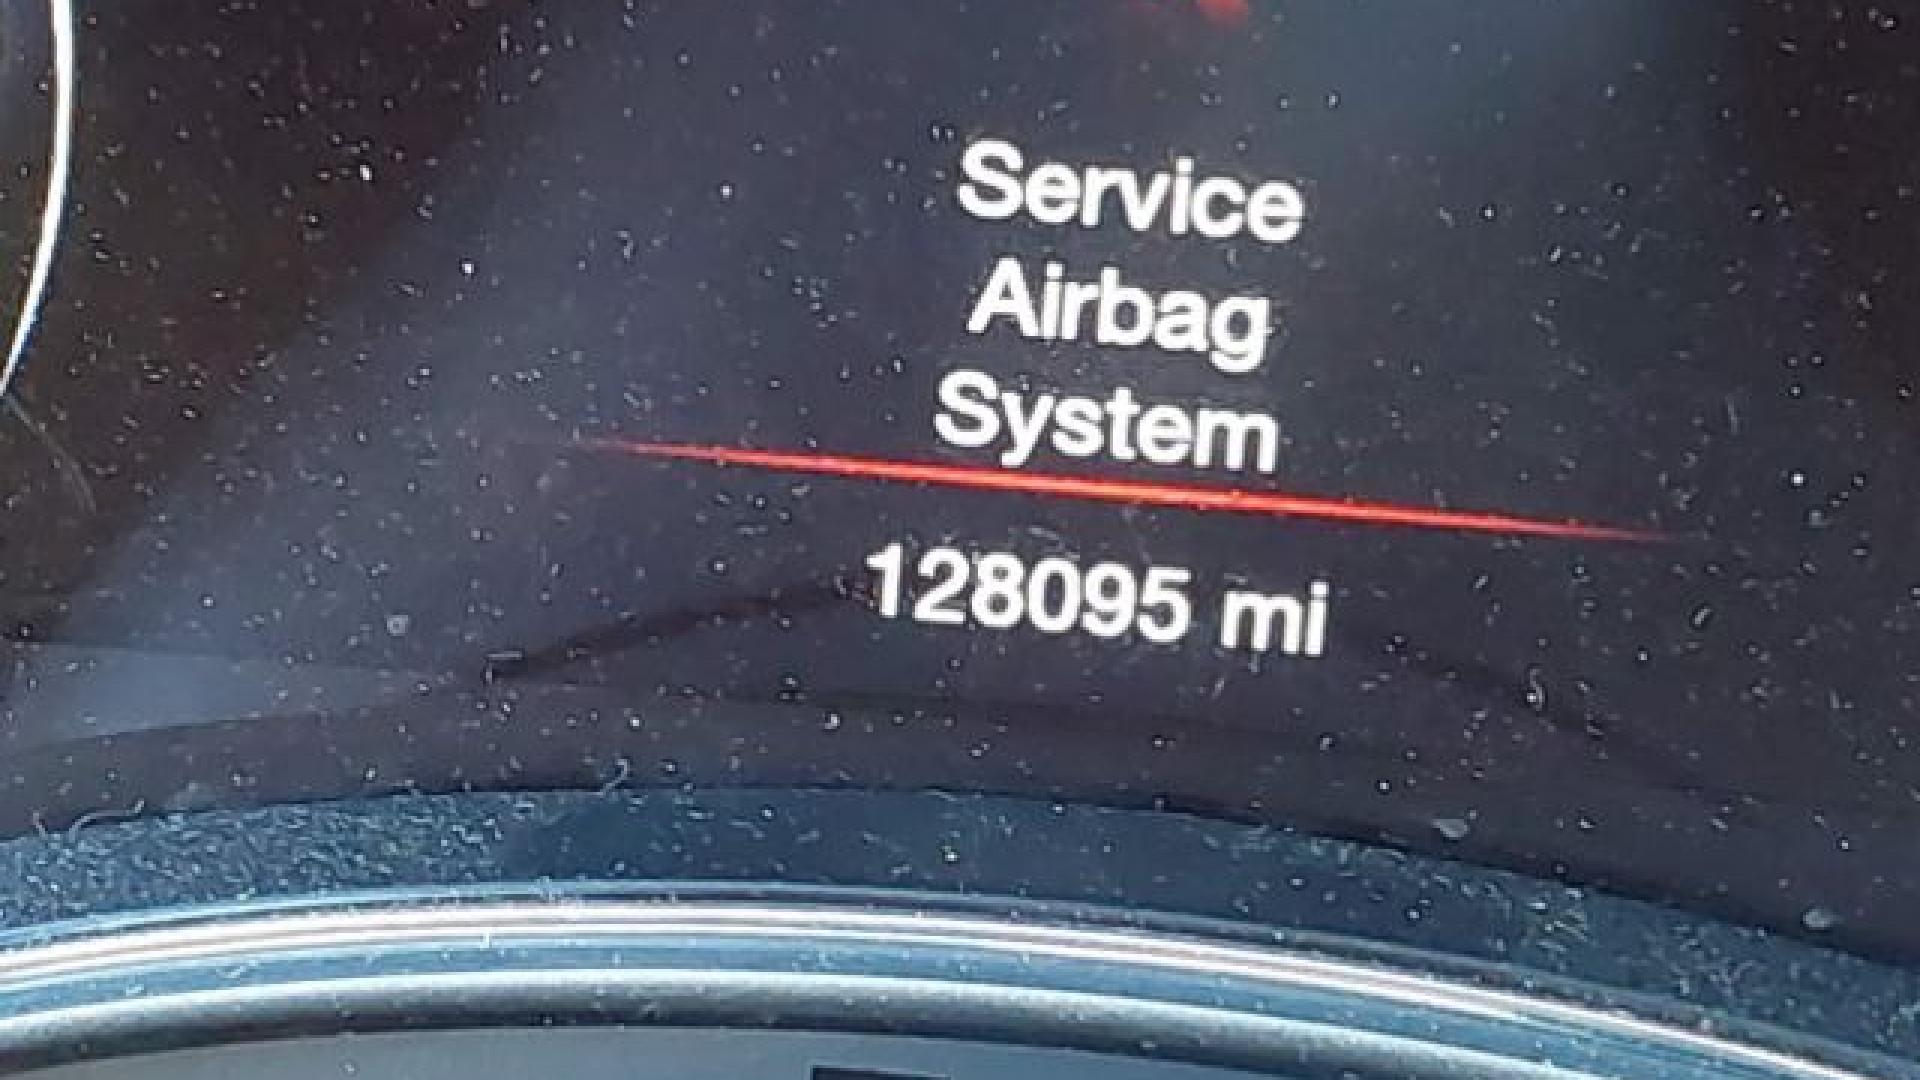 Service
Airbag
System
128095 mi